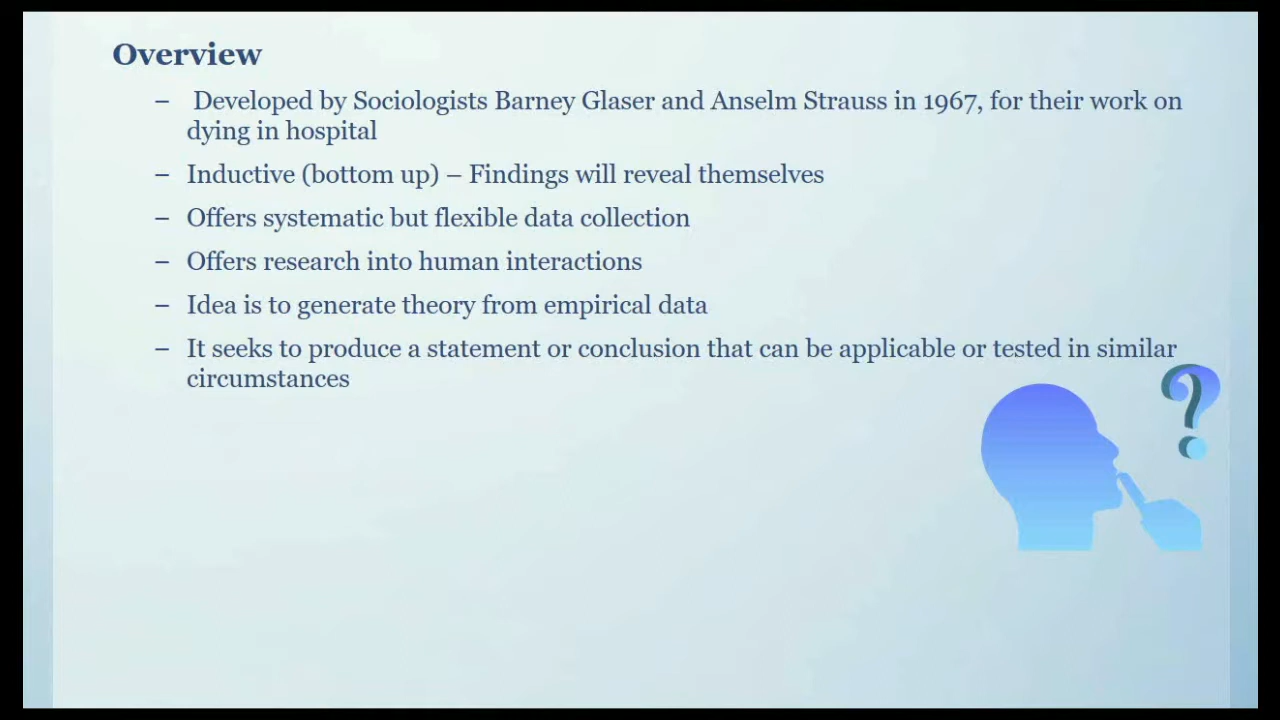 Overview
– Developed by Sociologists Barney Glaser and Anselm Strauss in 1967, for their work on
dying in hospital
– Inductive (bottom up) – Findings will reveal themselves
– Offers systematic but flexible data collection
– Offers research into human interactions
– Idea is to generate theory from empirical data
– It seeks to produce a statement or conclusion that can be applicable or tested in similar
circumstances
?